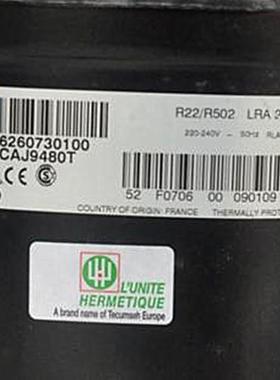 R22/R502 LRA
6260730100
220-240V ~ 50Hz RLA
CAJ9480T
52 F0706 00 090109
COUNTRY OF ORIGIN: FRANCE THERMALLY
L'UNITE
HERMETIQUE
A brand name of Tecumseh Europe